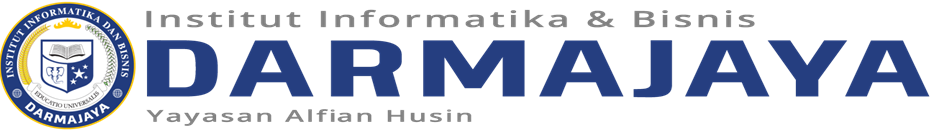 INSTITUT INFORMATIKA DAN BISNIS
EDUCATIO UNIVERSALIS
DARMAJAYA
Institut Informatika & Bisnis
DARMAJAYA
Yayasan Alfian Husin